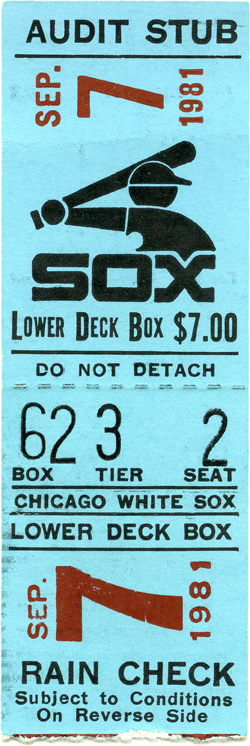 AUDIT STUB
SEP. 7 1981
SOX
LOWER DECK BOX $7.00
DO NOT DETACH
62 3 2
BOX TIER SEAT
CHICAGO WHITE SOX
LOWER DECK BOX
SEP. 7 1981
RAIN CHECK
Subject to Conditions
On Reverse Side